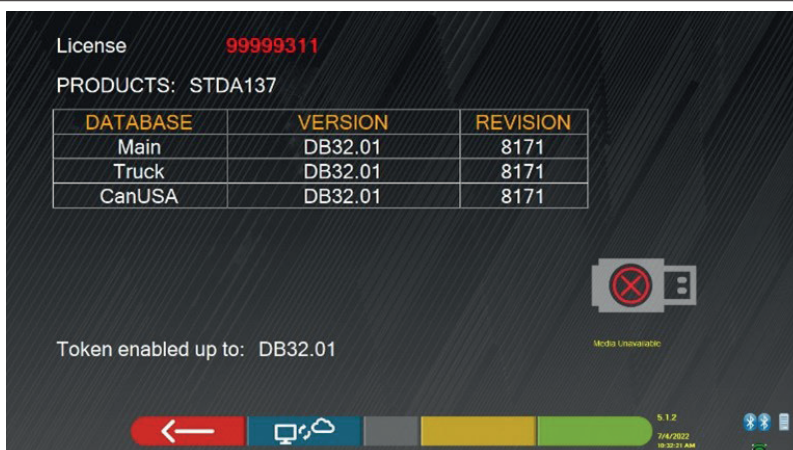 License 99999311
PRODUCTS: STDA137
DATABASE VERSION REVISION
Main DB32.01 8171
Truck DB32.01 8171
CanUSA DB32.01 8171
Media Unavailable
Token enabled up to: DB32.01
5.1.2
7/4/2022
10:32:21 AM